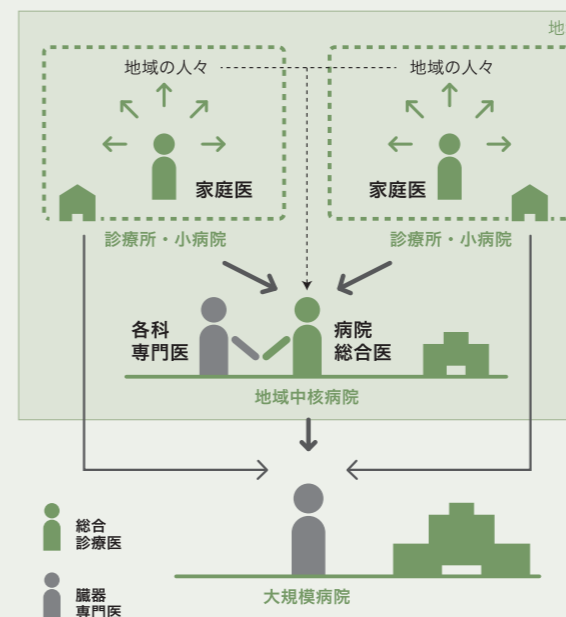 地
地域の人々
地域の人々
家庭医
家庭医
診療所・小病院
診療所・小病院
各科
専門医
病院
総合医
地域中核病院
総合
診療医
臓器
専門医
大規模病院